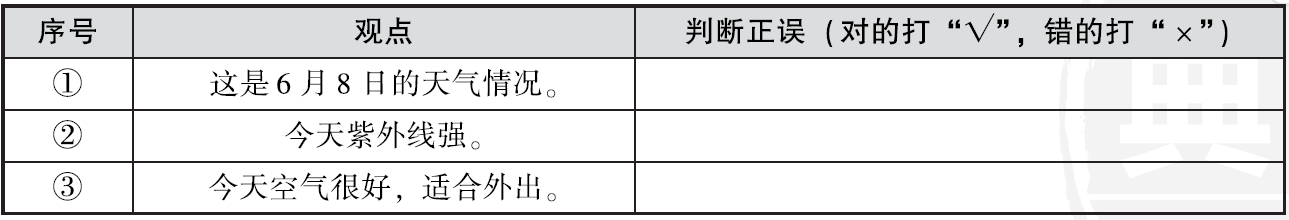 序号 观点 判断正误（对的打“√”，错的打“×”）
① 这是6月8日的天气情况。
② 今天紫外线强。
③ 今天空气很好，适合外出。